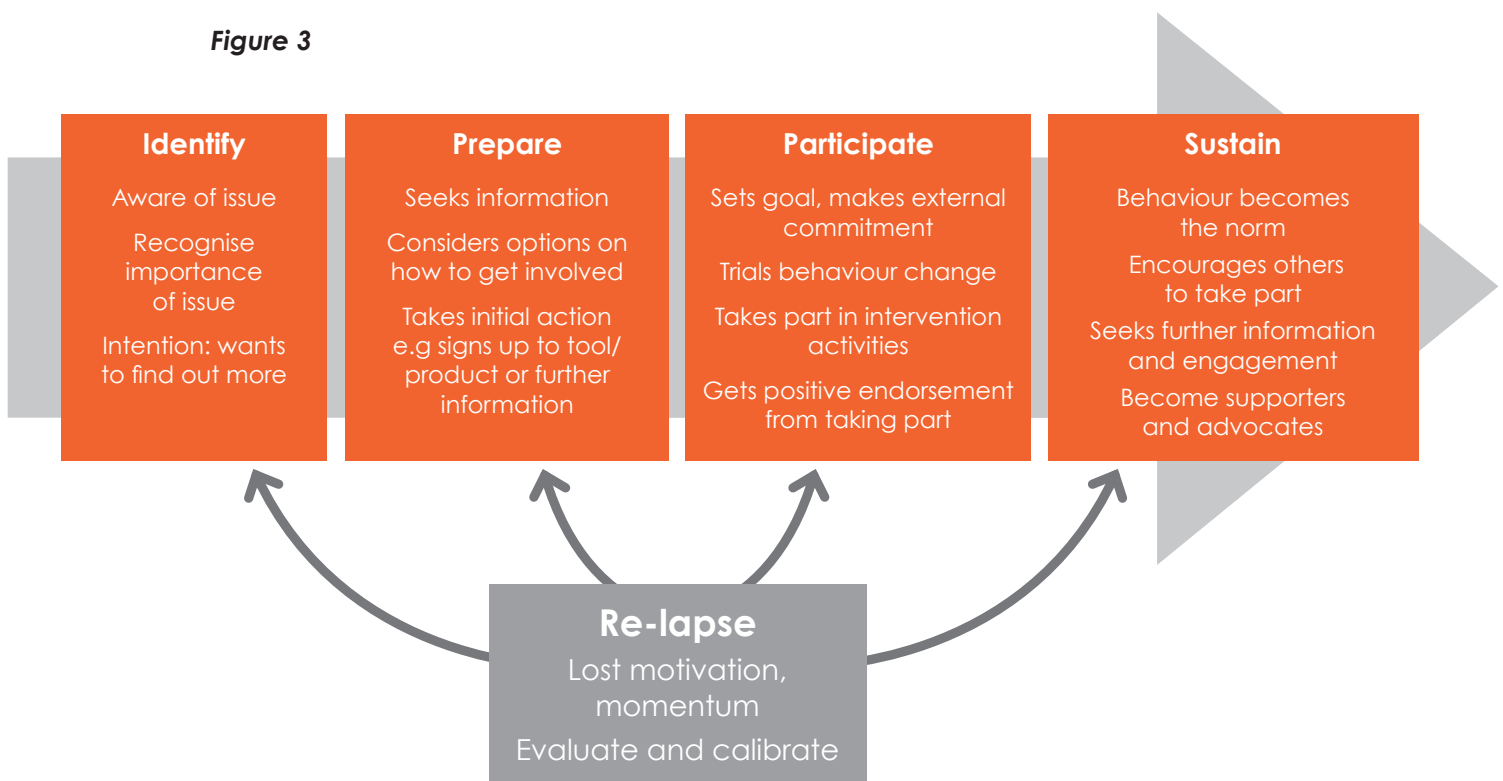 Figure 3
Identify
Aware of issue
Recognise
importance
of issue
Intention: wants
to find out more
Prepare
Seeks information
Considers options on
how to get involved
Takes initial action
e.g signs up to tool/
product or further
information
Participate
Sets goal, makes external
commitment
Trials behaviour change
Takes part in intervention
activities
Gets positive endorsement
from taking part
Sustain
Behaviour becomes
the norm
Encourages others
to take part
Seeks further information
and engagement
Become supporters
and advocates
Re-lapse
Lost motivation,
momentum
Evaluate and calibrate